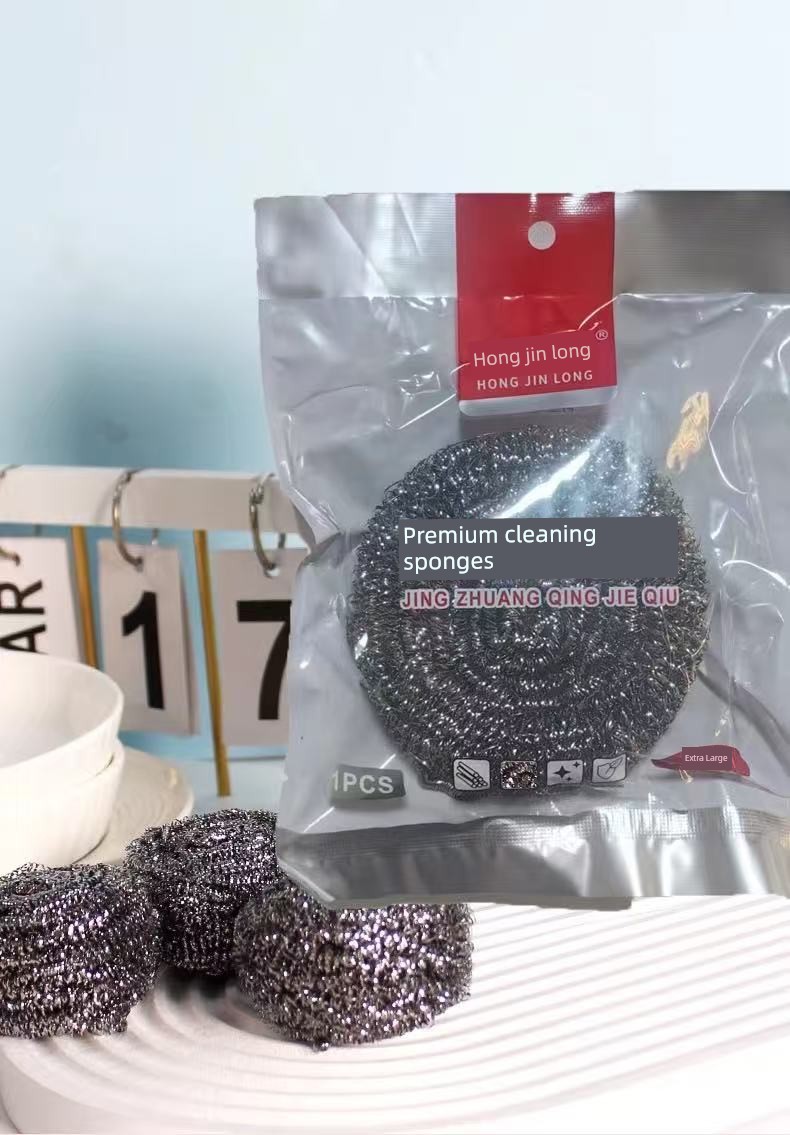 Hong jin long
®
HONG JIN LONG
Premium cleaning
sponges
JING ZHUANG QING JIE QIU
AR
1
7
1PCS
Extra Large